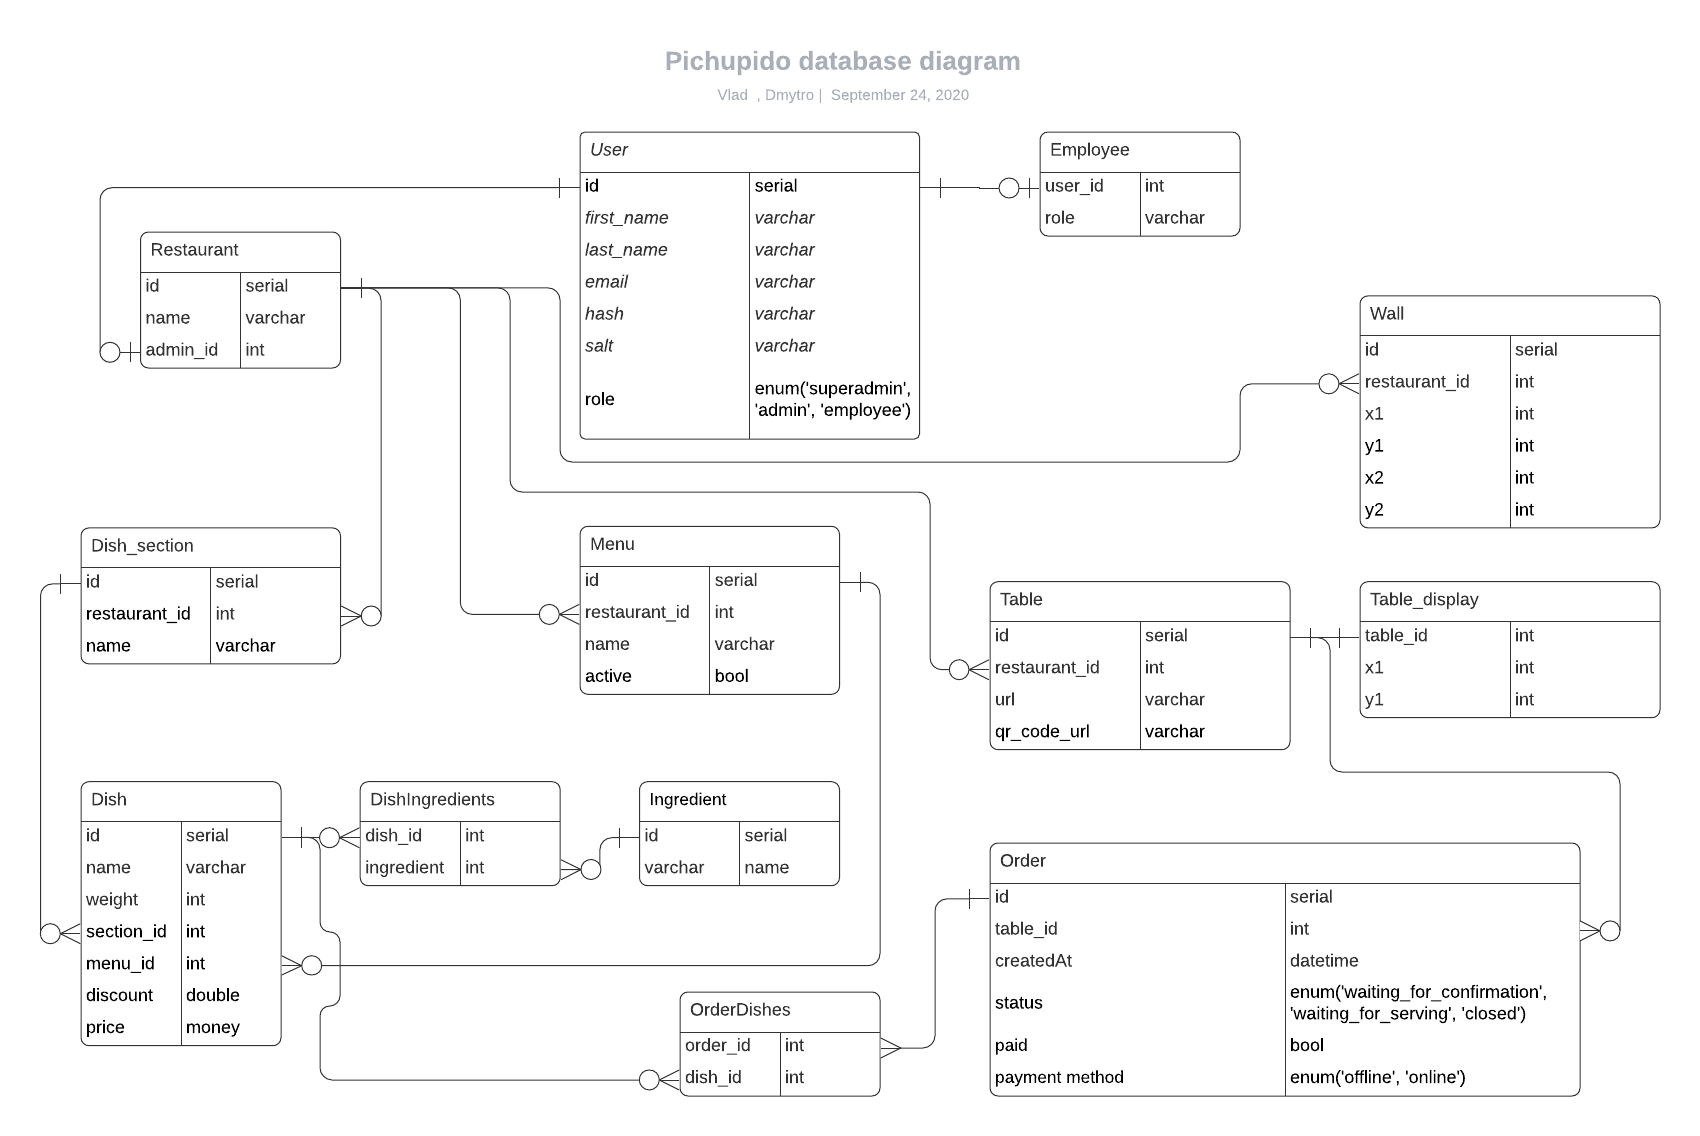 Pichupido database diagram
Vlad , Dmytro | September 24, 2020
User
id serial
first_name varchar
last_name varchar
email varchar
hash varchar
salt varchar
role
enum('superadmin',
'admin', 'employee')
Employee
user_id int
role varchar
Restaurant
id serial
name varchar
admin_id int
Wall
id serial
restaurant_id int
x1 int
y1 int
x2 int
y2 int
Dish_section
id serial
restaurant_id int
name varchar
Menu
id serial
restaurant_id int
name varchar
active bool
Table
id serial
restaurant_id int
url varchar
qr_code_url varchar
Table_display
table_id int
x1 int
y1 int
Dish
id serial
name varchar
weight int
section_id int
menu_id int
discount double
price money
DishIngredients
dish_id int
ingredient int
Ingredient
id serial
varchar name
Order
id serial
table_id int
createdAt datetime
status
enum('waiting_for_confirmation',
'waiting_for_serving', 'closed')
paid bool
payment method enum('offline', 'online')
OrderDishes
order_id int
dish_id int